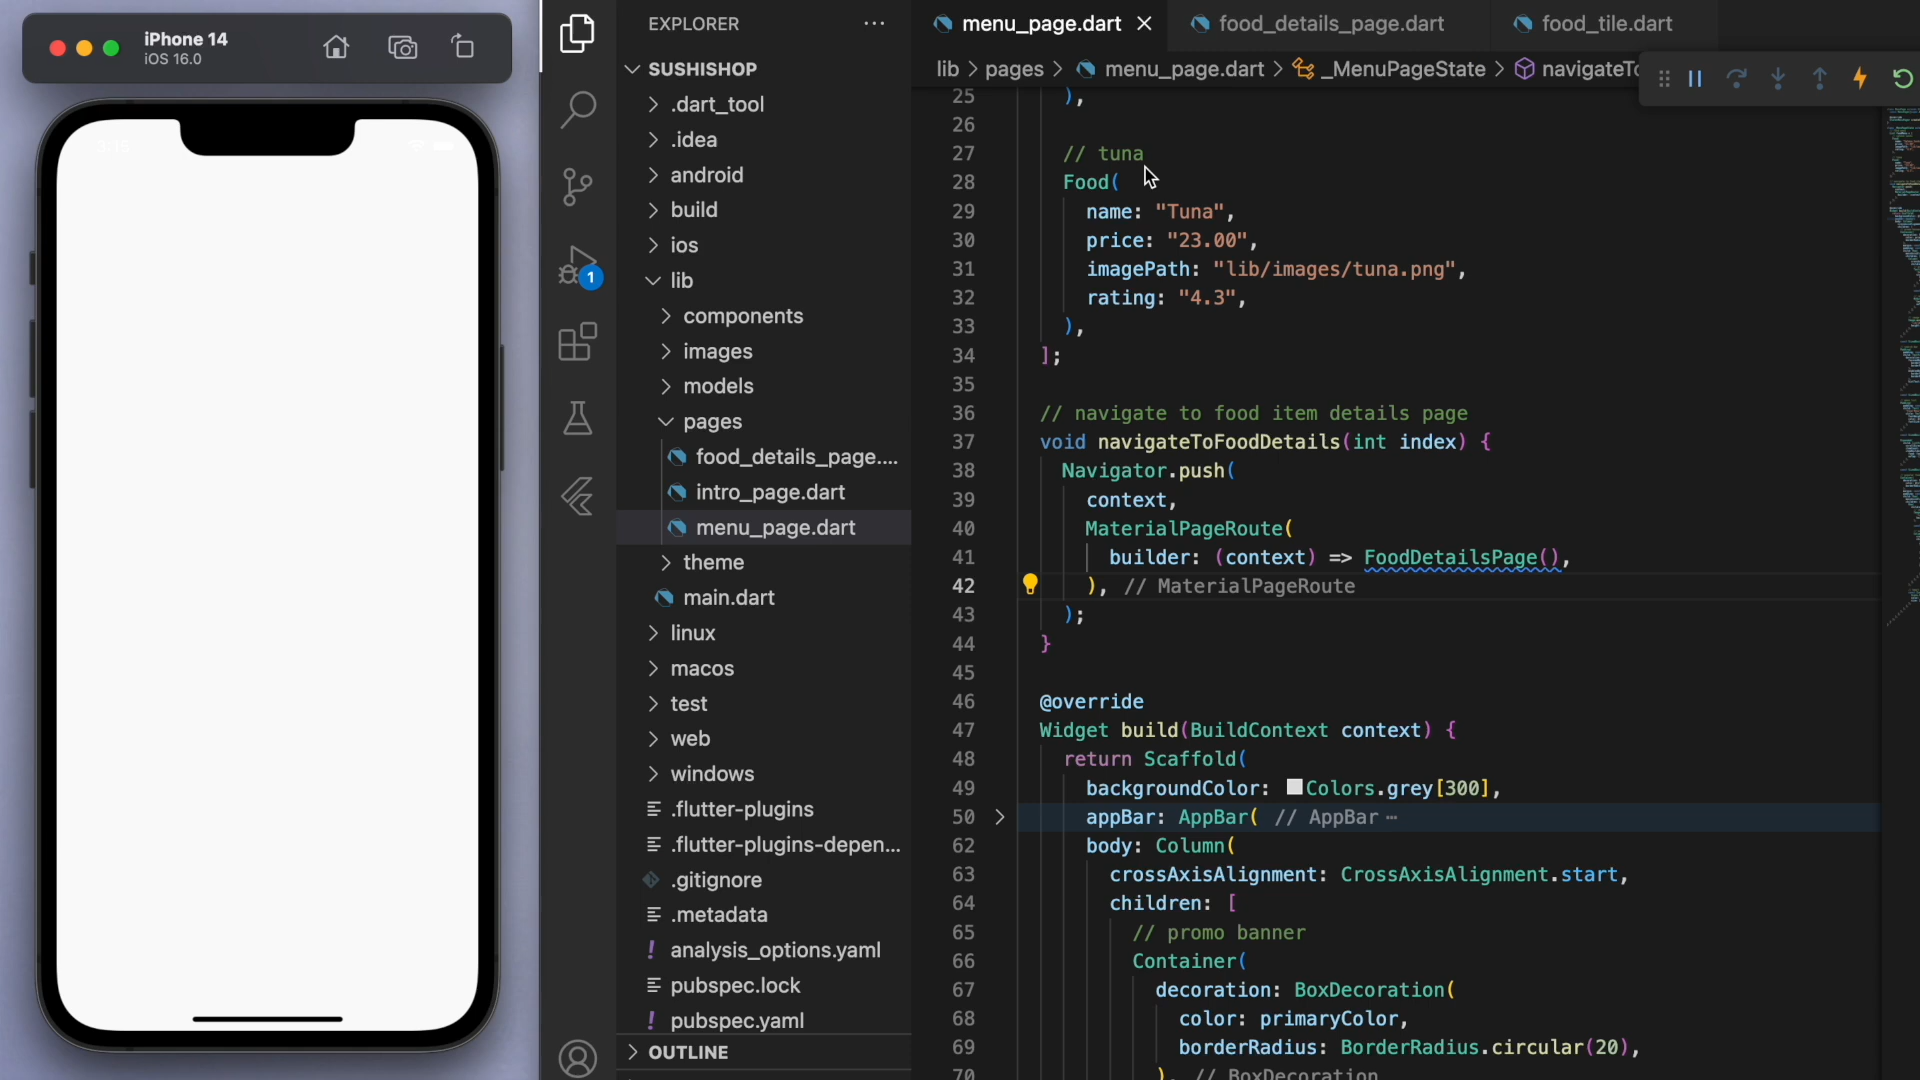 iPhone 14
iOS 16.0
3:15
1
EXPLORER
SUSHISHOP
.dart_tool
.idea
android
build
ios
lib
components
images
models
pages
food_details_page....
intro_page.dart
menu_page.dart
theme
main.dart
linux
macos
test
web
windows
.flutter-plugins
.flutter-plugins-depen...
.gitignore
.metadata
analysis_options.yaml
pubspec.lock
pubspec.yaml
OUTLINE
menu_page.dart
food_details_page.dart
food_tile.dart
lib > pages > menu_page.dart > _MenuPageState > navigateTo
25 ),
26
27 // tuna
28 Food(
29 name: "Tuna",
30 price: "23.00",
31 imagePath: "lib/images/tuna.png",
32 rating: "4.3",
33 ),
34 ];
35
36 // navigate to food item details page
37 void navigateToFoodDetails(int index) {
38 Navigator.push(
39 context,
40 MaterialPageRoute(
41 builder: (context) => FoodDetailsPage(),
42 ), // MaterialPageRoute
43 );
44 }
45
46 @override
47 Widget build(BuildContext context) {
48 return Scaffold(
49 backgroundColor: Colors.grey[300],
50 appBar: AppBar( // AppBar ⋯
62 body: Column(
63 crossAxisAlignment: CrossAxisAlignment.start,
64 children: [
65 // promo banner
66 Container(
67 decoration: BoxDecoration(
68 color: primaryColor,
69 borderRadius: BorderRadius.circular(20),
70 ), // BoxDecoration